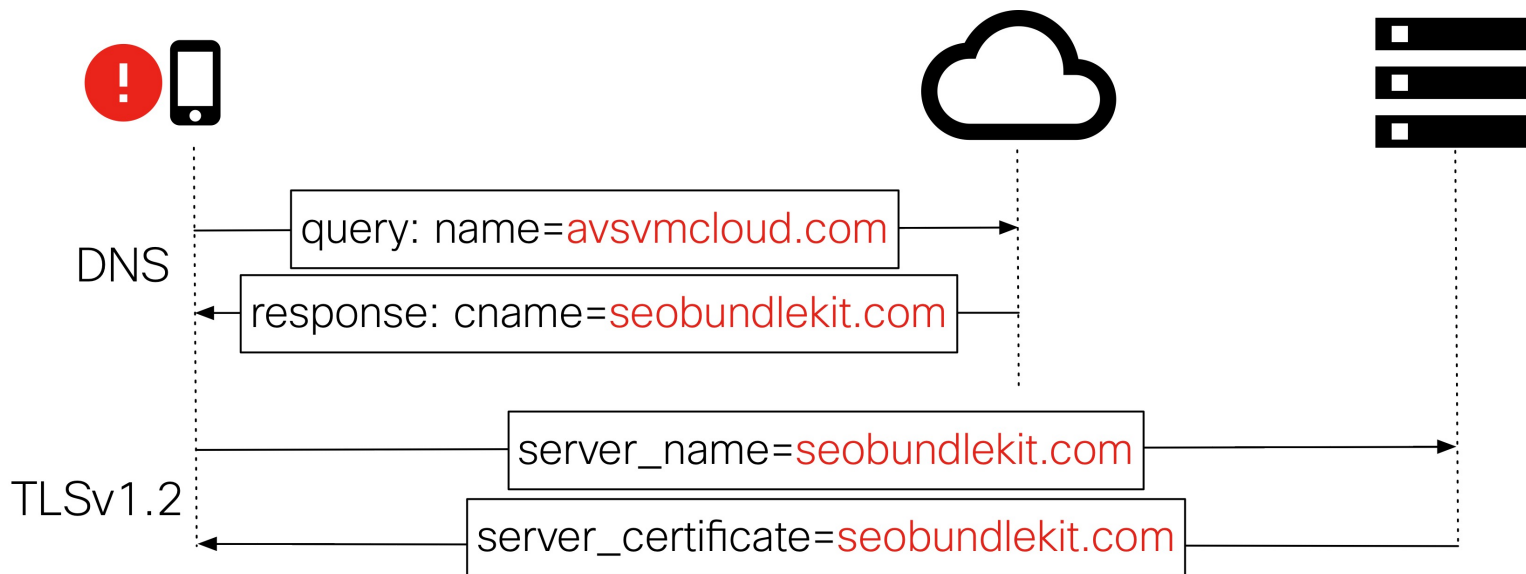 query: name=avsvmcloud.com
DNS
response: cname=seobundlekit.com
server_name=seobundlekit.com
TLSv1.2
server_certificate=seobundlekit.com